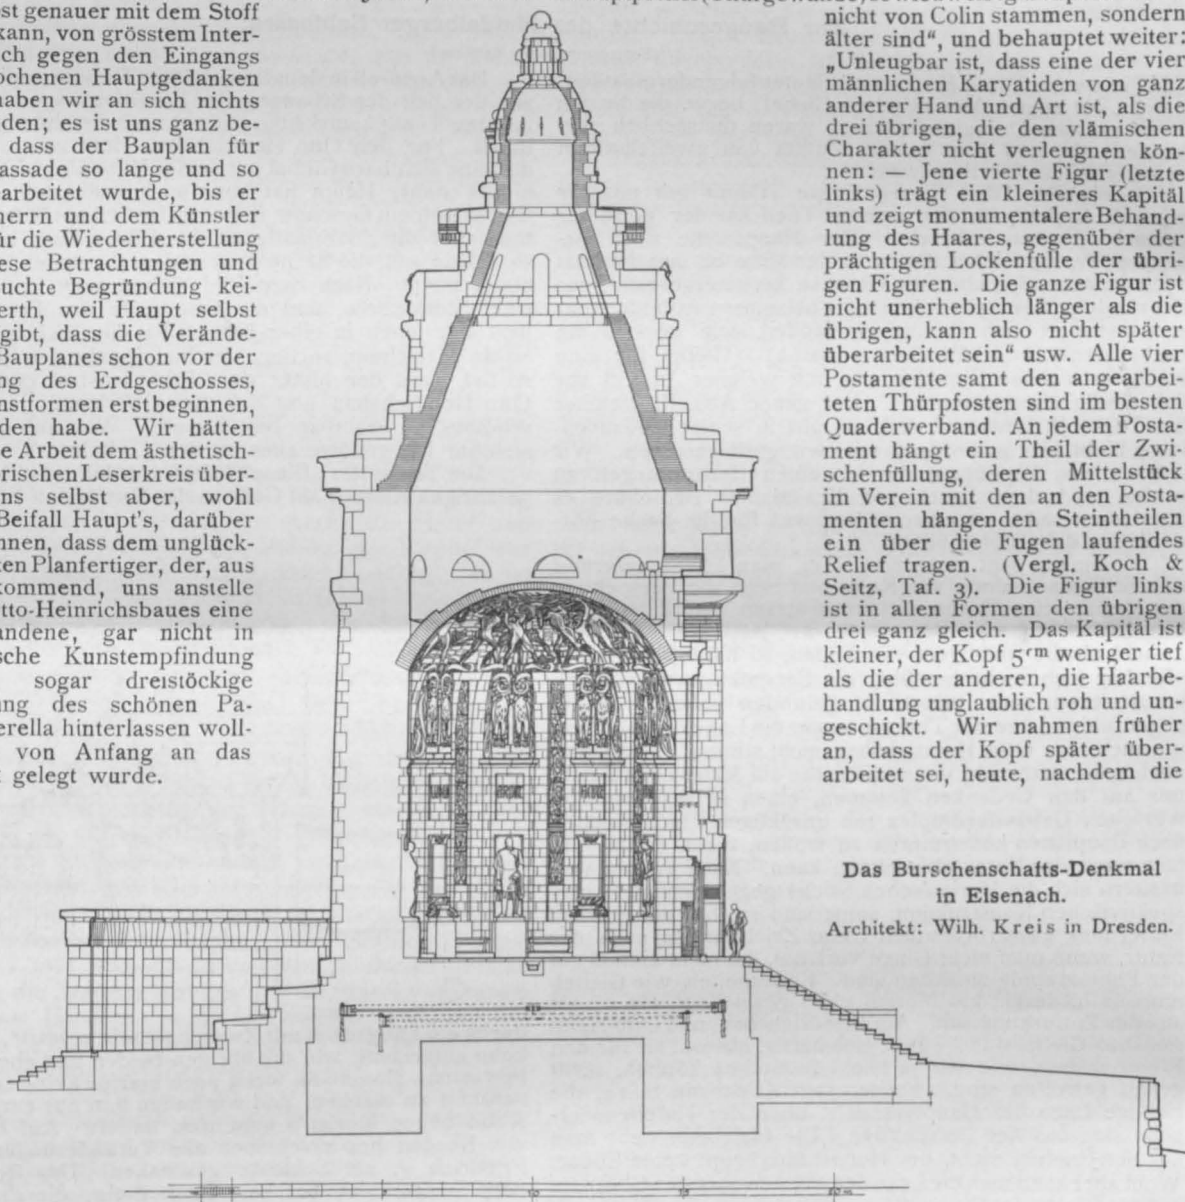 st genauer mit dem Stoff
kann, von grösstem Inter-
ch gegen den Eingangs
ochenen Hauptgedanken
haben wir an sich nichts
den; es ist uns ganz be-
dass der Bauplan für
assade so lange und so
earbeitet wurde, bis er
herrn und dem Künstler
ür die Wiederherstellung
ese Betrachtungen und
uchte Begründung kei-
erth, weil Haupt selbst
gibt, dass die Verände-
Bauplanes schon vor der
ng des Erdgeschosses,
nstformen erst beginnen,
den habe. Wir hätten
e Arbeit dem ästhetisch-
rischen Leserkreis über-
ns selbst aber, wohl
Beifall Haupt's, darüber
nnen, dass dem unglück-
ten Planfertiger, der, aus
kommend, uns anstelle
tto-Heinrichsbaues eine
andene, gar nicht in
sche Kunstempfindung
sogar dreistöckige
ung des schönen Pa-
erella hinterlassen woll-
von Anfang an das
gelegt wurde.
nicht von Colin stammen, sondern
älter sind“, und behauptet weiter:
„Unleugbar ist, dass eine der vier
männlichen Karyatiden von ganz
anderer Hand und Art ist, als die
drei übrigen, die den vlämischen
Charakter nicht verleugnen kön-
nen: — Jene vierte Figur (letzte
links) trägt ein kleineres Kapitäl
und zeigt monumentalere Behand-
lung des Haares, gegenüber der
prächtigen Lockenfülle der übri-
gen Figuren. Die ganze Figur ist
nicht unerheblich länger als die
übrigen, kann also nicht später
überarbeitet sein“ usw. Alle vier
Postamente samt den angearbei-
teten Thürpfosten sind im besten
Quaderverband. An jedem Posta-
ment hängt ein Theil der Zwi-
schenfüllung, deren Mittelstück
im Verein mit den an den Posta-
menten hängenden Steintheilen
ein über die Fugen laufendes
Relief tragen. (Vergl. Koch &
Seitz, Taf. 3). Die Figur links
ist in allen Formen den übrigen
drei ganz gleich. Das Kapitäl ist
kleiner, der Kopf 5 cm weniger tief
als die der anderen, die Haarbe-
handlung unglaublich roh und un-
geschickt. Wir nahmen früher
an, dass der Kopf später über-
arbeitet sei, heute, nachdem die
Das Burschenschafts-Denkmal
in Eisenach.
Architekt: Wilh. Kreis in Dresden.
10